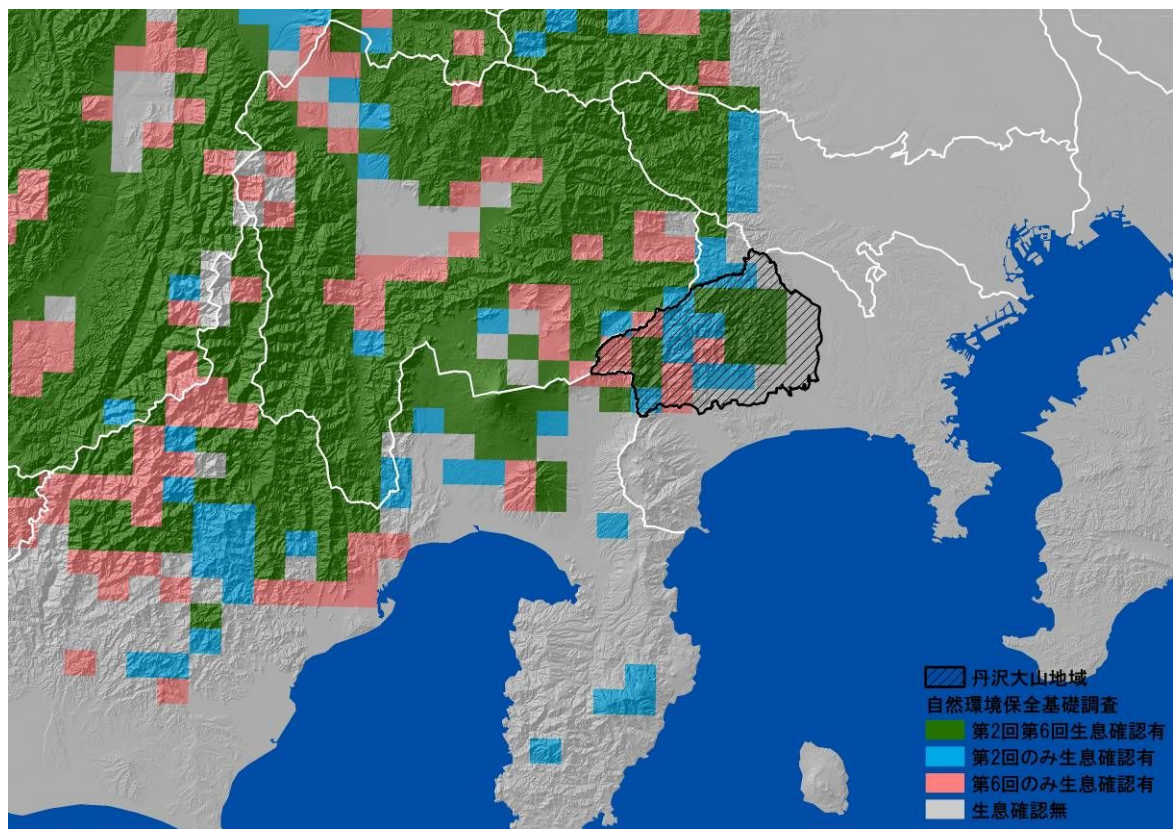 丹沢大山地域
自然環境保全基礎調査
第2回第6回生息確認有
第2回のみ生息確認有
第6回のみ生息確認有
生息確認無